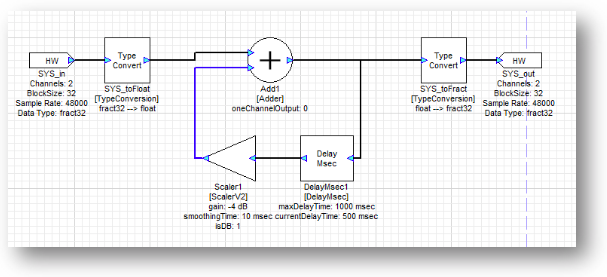 HW
SYS_in
Channels: 2
BlockSize: 32
Sample Rate: 48000
Data Type: fract32
Type
Convert
SYS_toFloat
[TypeConversion]
fract32 --> float
+
Add1
[Adder]
oneChannelOutput: 0
Type
Convert
SYS_toFract
[TypeConversion]
float --> fract32
HW
SYS_out
Channels: 2
BlockSize: 32
Sample Rate: 48000
Data Type: fract32
Scaler1
[ScalerV2]
gain: -4 dB
smoothingTime: 10 msec
isDB: 1
Delay
Msec
DelayMsec1
[DelayMsec]
maxDelayTime: 1000 msec
currentDelayTime: 500 msec